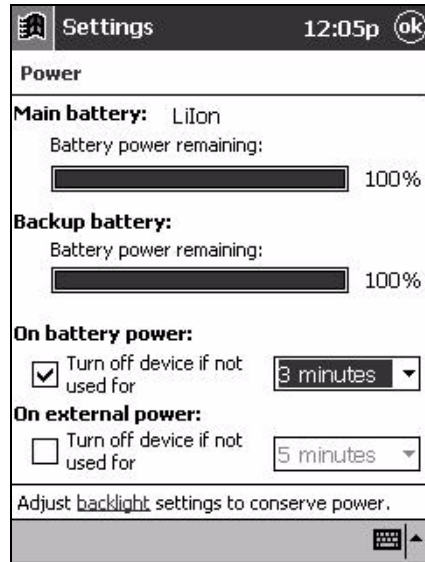 Settings 12:05p ok
Power
Main battery: LiIon
Battery power remaining:
100%
Backup battery:
Battery power remaining:
100%
On battery power:
Turn off device if not
used for
3 minutes
On external power:
Turn off device if not
used for
5 minutes
Adjust backlight settings to conserve power.